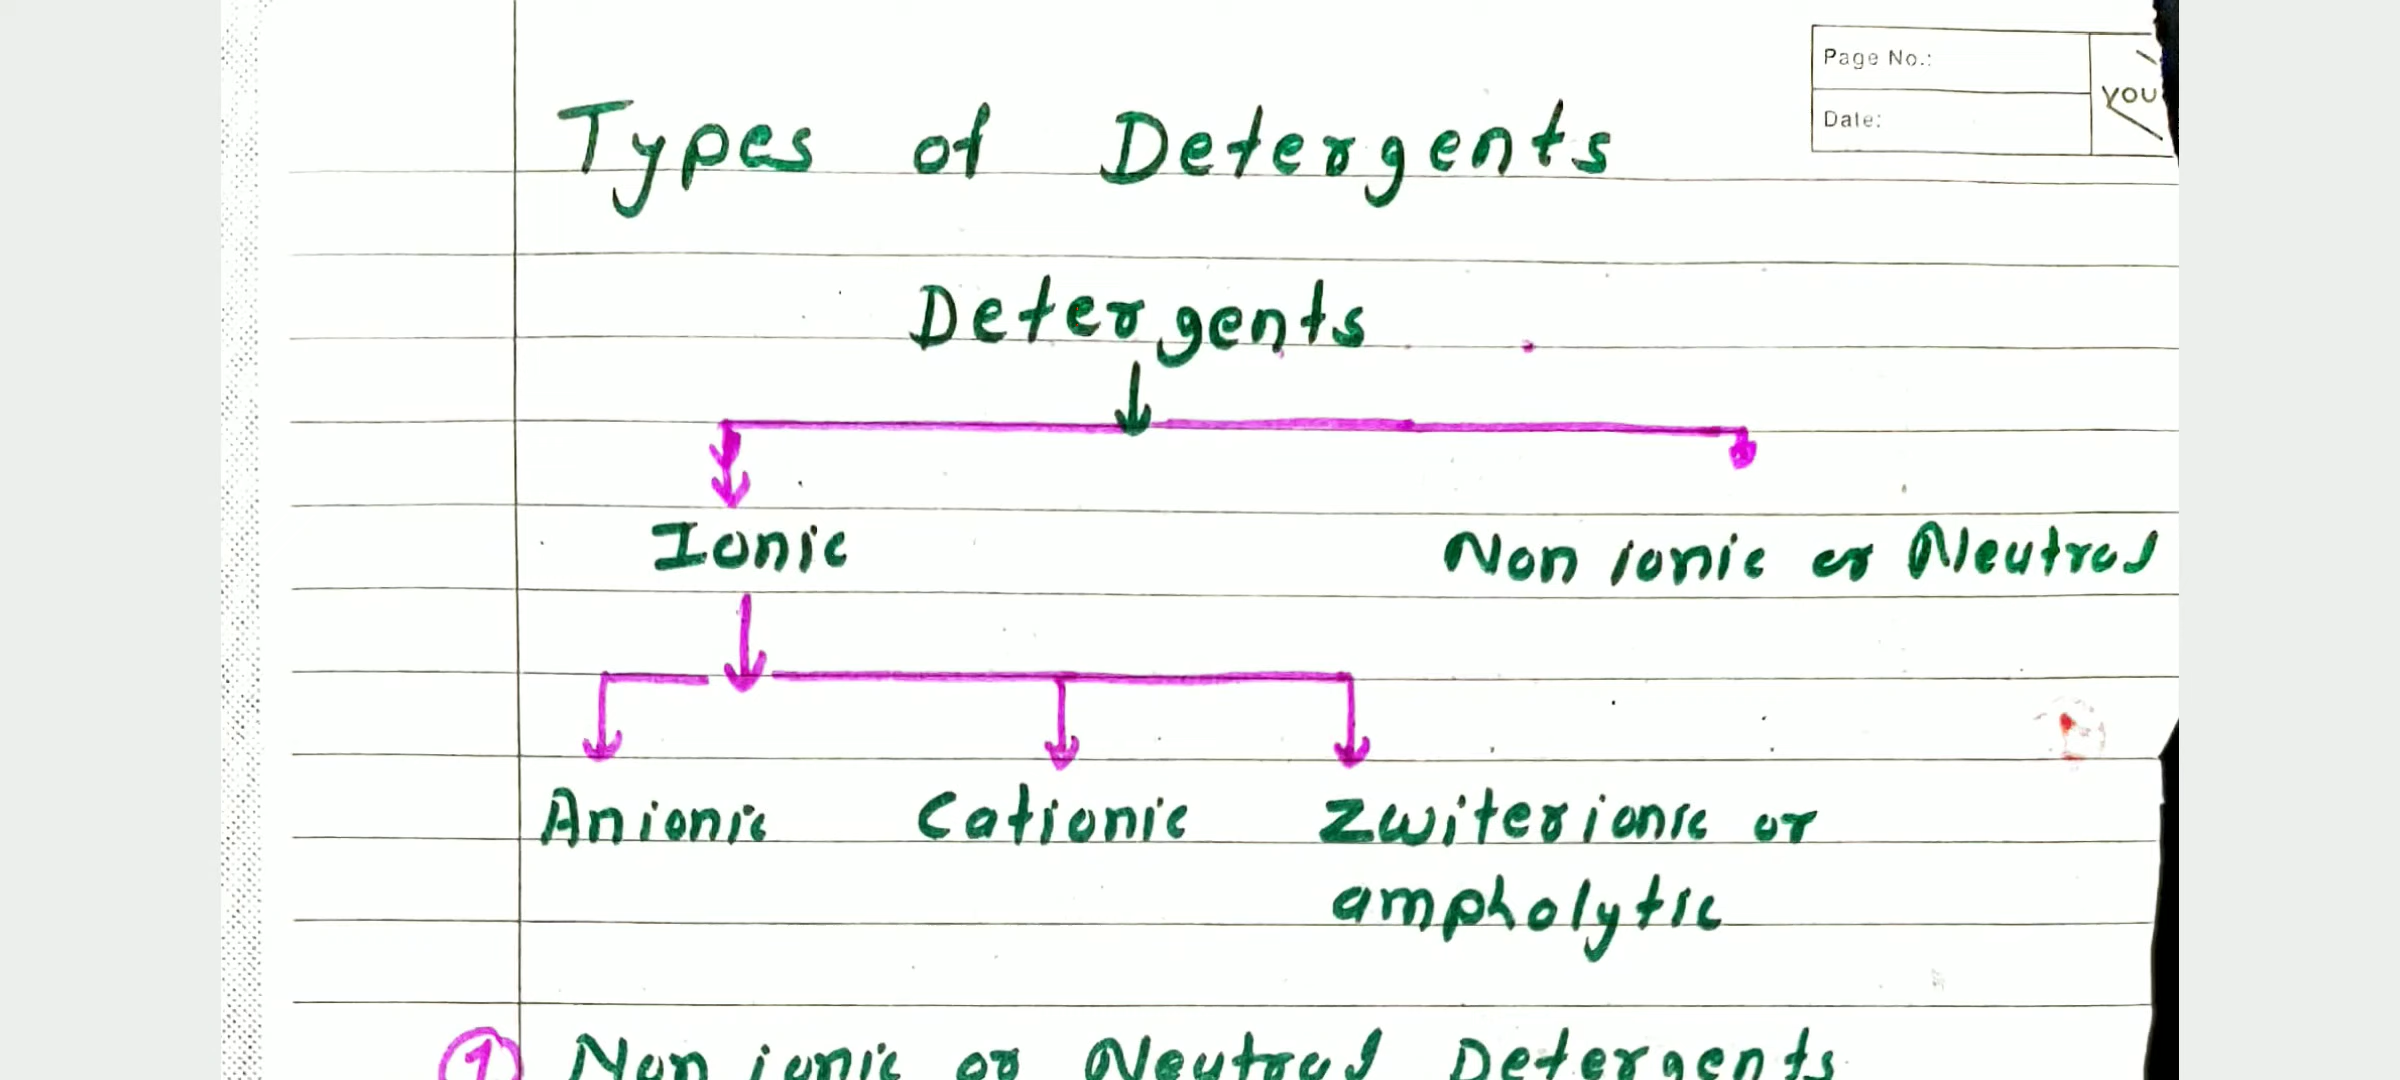 Page No.:
Date:
YOU
Types of Detergents
Detergents
Ionic
Non ionic or Neutral
Anionic Cationic Zwiterionic or
ampholytic
1 Non ionic or Neutral Detergents